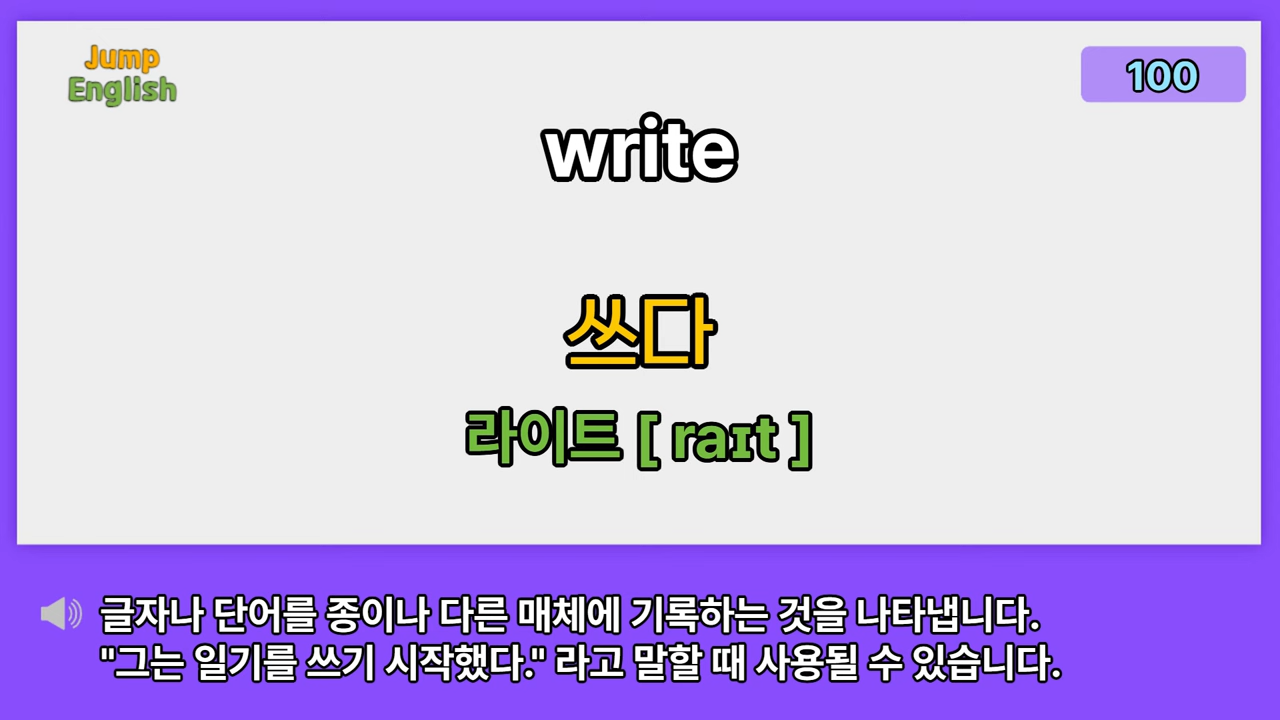 Jump
English
100
write
쓰다
라이트 [ raɪt ]
글자나 단어를 종이나 다른 매체에 기록하는 것을 나타냅니다.
"그는 일기를 쓰기 시작했다." 라고 말할 때 사용될 수 있습니다.